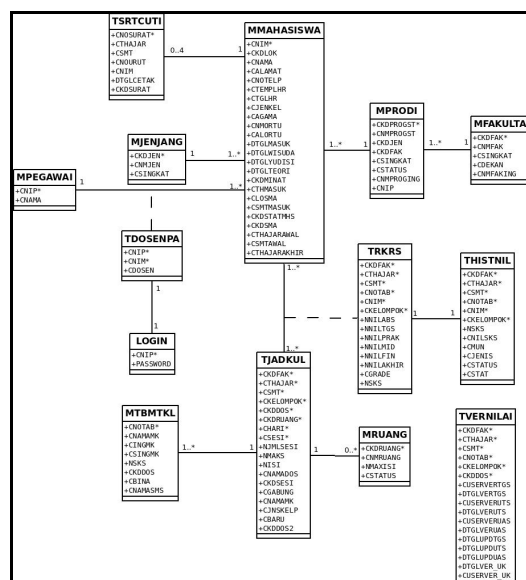 TSRTCUTI
+CNOSURAT*
+CTHAJAR
+CSMT
+CNOURUT
+CNIM
+DTGLCETAK
+CKDSURAT
0..4
1
MMAHASISWA
+CNIM*
+CKDLOK
+CNAMA
+CALAMAT
+CNOTELP
+CTEMPLHR
+CTGLHR
+CJENKEL
+CAGAMA
+CNMORTU
+CALORTU
+DTGLMASUK
+DTGLWISUDA
+DTGLYUDISI
+DTGLTEORI
+CKDMINAT
+CTHMASUK
+CLOSMA
+CSMTMASUK
+CKDSTATMHS
+CKDSMA
+CTHAJARAWAL
+CSMTAWAL
+CTHAJARAKHIR
MJENJANG
+CKDJEN*
+CNMJEN
+CSINGKAT
1
1..*
MPEGAWAI
+CNIP*
+CNAMA
1
1..*
MPRODI
+CKDPROGST*
+CNMPROGST
+CKDJEN
+CKDFAK
+CSINGKAT
+CSTATUS
+CNMPROGING
+CNIP
1..*
1
MFAKULTA
+CKDFAK*
+CNMFAK
+CSINGKAT
+CDEKAN
+CNMFAKING
1..*
1
TDOSENPA
+CNIP*
+CNIM*
+CDOSEN
1
1
LOGIN
+CNIP*
+PASSWORD
1..*
1..*
TRKRS
+CKDFAK*
+CTHAJAR*
+CSMT*
+CNOTAB*
+CNIM*
+CKELOMPOK*
+NNILABS
+NNILTGS
+NNILPRAK
+NNILMID
+NNILFIN
+NNILAKHIR
+CGRADE
+NSKS
1
1
THISTNIL
+CKDFAK*
+CTHAJAR*
+CSMT*
+CNOTAB*
+CNIM*
+CKELOMPOK*
+NSKS
+CNILSKS
+CMUN
+CJENIS
+CSTATUS
+CSTAT
TJADKUL
+CKDFAK*
+CTHAJAR*
+CSMT*
+CKELOMPOK*
+CKDDOS*
+CKDRUANG*
+CHARI*
+CSESI*
+NJMLSESI
+NMAKS
+NISI
+CNAMADOS
+CKDSESI
+CGABUNG
+CNAMAMK
+CJNSKELP
+CBARU
+CKDDOS2
MTBMTKL
+CNOTAB*
+CNAMAMK
+CINGMK
+CSINGMK
+NSKS
+CKDDOS
+CBINA
+CNAMASMS
1..*
1
1
0..*
MRUANG
+CKDRUANG*
+CNMRUANG
+NMAXISI
+CSTATUS
TVERNILAI
+CKDFAK*
+CTHAJAR*
+CSMT*
+CNOTAB*
+CKELOMPOK*
+CKDDOS*
+CUSERVERTGS
+DTGLVERTGS
+CUSERVERUTS
+DTGLVERUTS
+CUSERVERUAS
+DTGLVERUAS
+DTGLUPDTGS
+DTGLUPDUTS
+DTGLUPDUAS
+DTGLVER_UK
+CUSERVER_UK